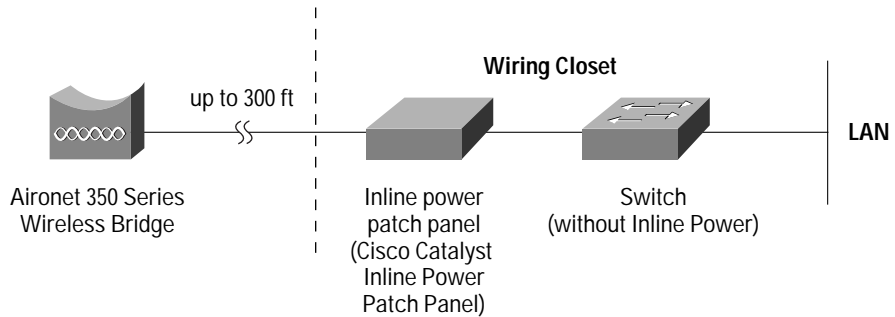 Wiring Closet
up to 300 ft
LAN
Aironet 350 Series
Wireless Bridge
Inline power
patch panel
(Cisco Catalyst
Inline Power
Patch Panel)
Switch
(without Inline Power)